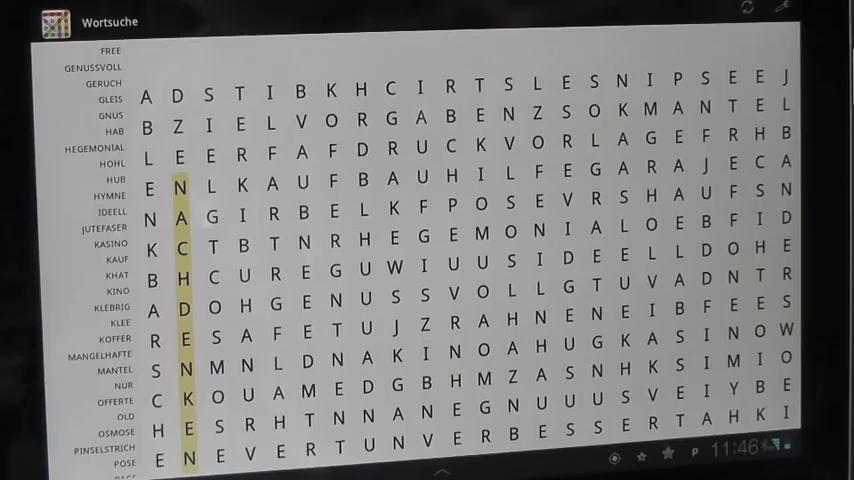 Wortsuche
FREE
GENUSSVOLL
GERUCH
GLEIS
GNUS
HAB
HEGEMONIAL
HOHL
HUB
HYMNE
IDEELL
JUTEFASER
KASINO
KAUF
KHAT
KINO
KLEBRIG
KLEE
KOFFER
MANGELHAFTE
MANTEL
NUR
OFFERTE
OLD
OSMOSE
PINSELSTRICH
POSE
A D S T I B K H C I R T S L E S N I P S E E J
B Z I E L V O R G A B E N Z S O K M A N T E L
L E E R F A F D R U C K V O R L A G E F R H B
E N L K A U F B A U H I L F E G A R A J E C A
N A G I R B E L K F P O S E V R S H A U F S N
K C T B T N R H E G E M O N I A L O E B F I D
B H C U R E G U W I U U S I D E E L L D O H E
A D O H G E N U S S V O L L G T U V A D N T R
R E S A F E T U J Z R A H N E N E I B F E E S
S N M N L D N A K I N O A H U G K A S I N O W
C K O U A M E D G B H M Z A S N H K S I M I O
H E S R H T N N A N E G N U U U S V E I Y B E
E N E V E R T U N V E R B E S S E R T A H K I
P 11:46